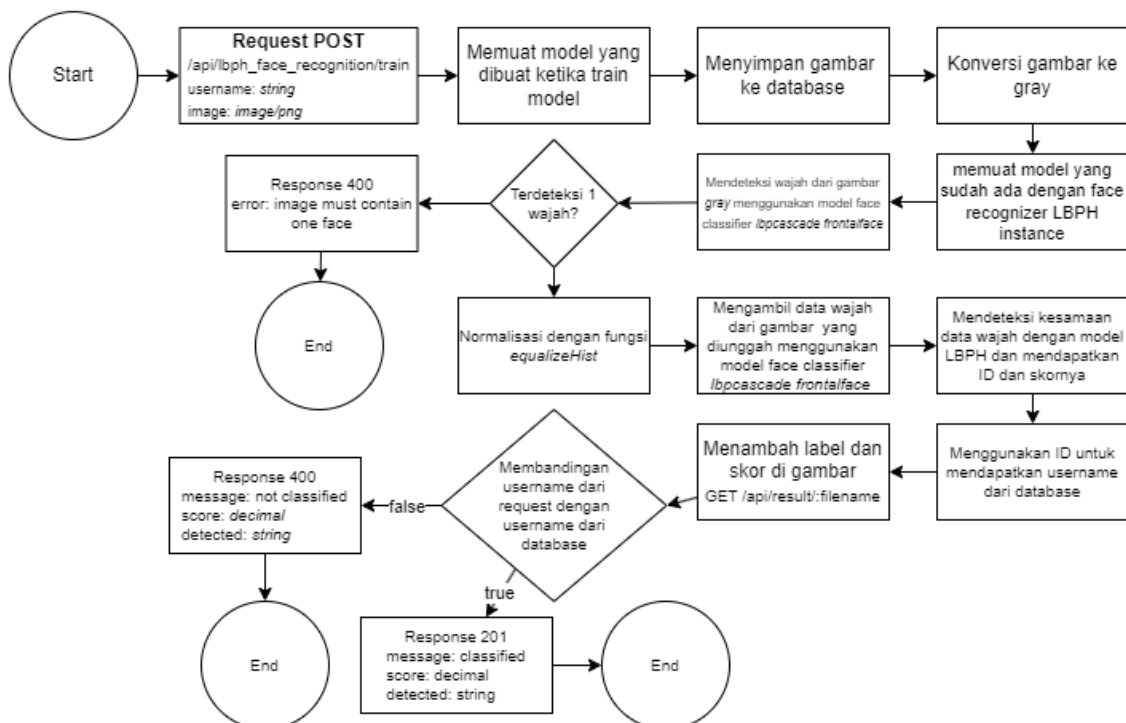 Start
Request POST
/api/lbph_face_recognition/train
username: string
image: image/png
Memuat model yang
dibuat ketika train
model
Menyimpan gambar
ke database
Konversi gambar ke
gray
memuat model yang
sudah ada dengan face
recognizer LBPH
instance
Mendeteksi wajah dari gambar
gray menggunakan model face
classifier lbpcascade frontalface
Terdeteksi 1
wajah?
Response 400
error: image must contain
one face
End
Normalisasi dengan fungsi
equalizeHist
Mengambil data wajah
dari gambar yang
diunggah menggunakan
model face classifier
lbpcascade frontalface
Mendeteksi kesamaan
data wajah dengan model
LBPH dan mendapatkan
ID dan skornya
Menggunakan ID untuk
mendapatkan username
dari database
Menambah label dan
skor di gambar
GET /api/result/:filename
Membandingan
username dari
request dengan
username dari
database
false
Response 400
message: not classified
score: decimal
detected: string
End
true
Response 201
message: classified
score: decimal
detected: string
End